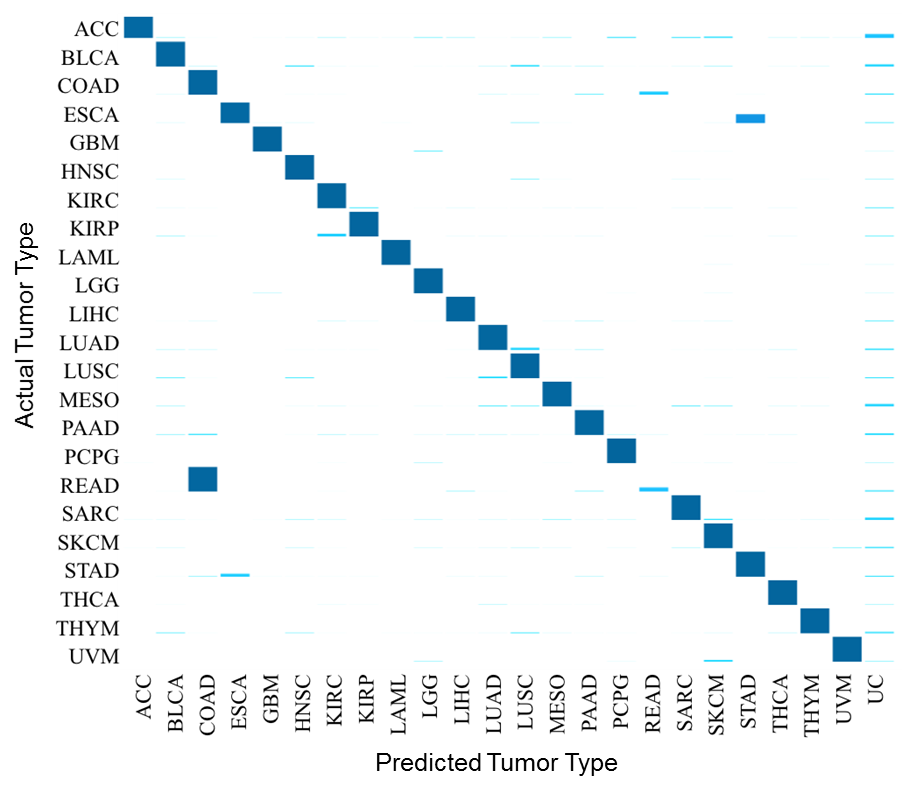 ACC
BLCA
COAD
ESCA
GBM
HNSC
KIRC
KIRP
LAML
LGG
LIHC
LUAD
LUSC
MESO
PAAD
PCPG
READ
SARC
SKCM
STAD
THCA
THYM
UVM
Actual Tumor Type
ACC
BLCA
COAD
ESCA
GBM
HNSC
KIRC
KIRP
LAML
LGG
LIHC
LUAD
LUSC
MESO
PAAD
PCPG
READ
SARC
SKCM
STAD
THCA
THYM
UVM
UC
Predicted Tumor Type